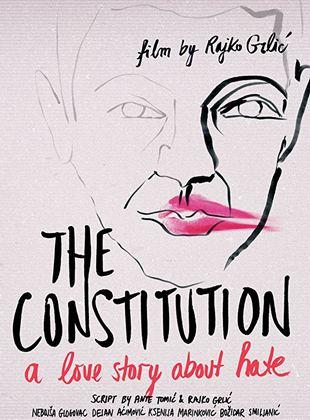 film by Rajko Grlić
THE
CONSTITUTION
a love story about hate
SCRIPT BY ANTE TOMIĆ & RAJKO GRLIĆ
NEBOJŠA GLOGOVAC DEJAN AĆIMOVIĆ KSENIJA MARINKOVIĆ BOŽIDAR SMILJANIĆ